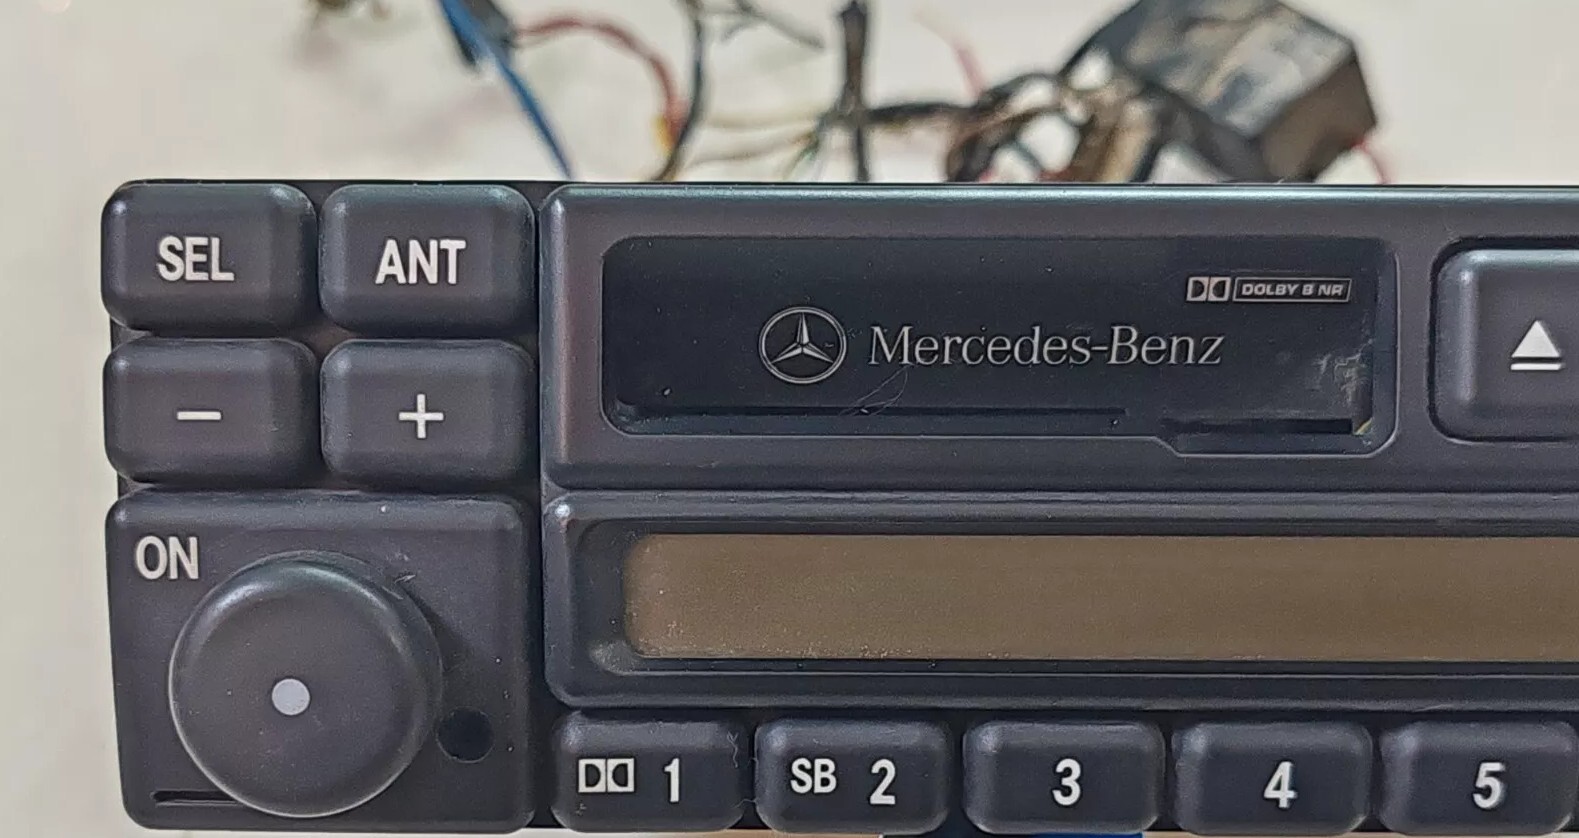 SEL
ANT
DOLBY B NR
Mercedes-Benz
−
+
ON
1
SB 2
3
4
5